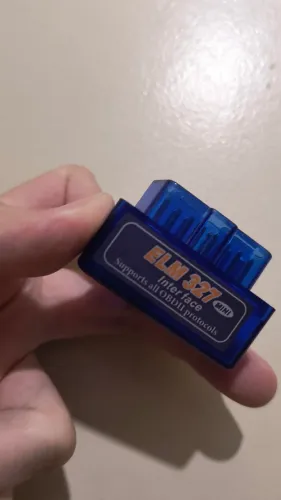 ELM 327
MINI
Interface
Supports all OBDII protocols